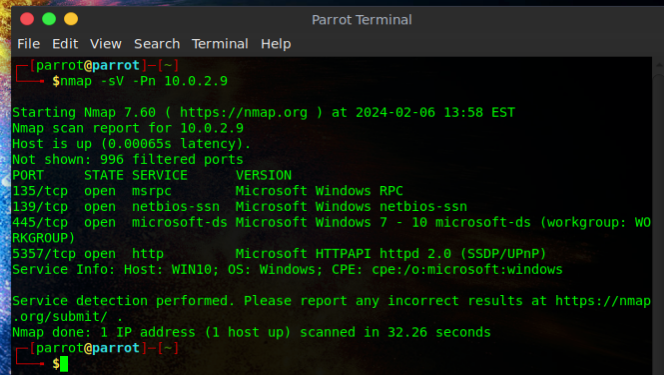 Parrot Terminal
File Edit View Search Terminal Help
┌─[parrot@parrot]─[~]
└──╼ $nmap -sV -Pn 10.0.2.9
Starting Nmap 7.60 ( https://nmap.org ) at 2024-02-06 13:58 EST
Nmap scan report for 10.0.2.9
Host is up (0.00065s latency).
Not shown: 996 filtered ports
PORT     STATE SERVICE      VERSION
135/tcp  open  msrpc        Microsoft Windows RPC
139/tcp  open  netbios-ssn  Microsoft Windows netbios-ssn
445/tcp  open  microsoft-ds Microsoft Windows 7 - 10 microsoft-ds (workgroup: WO
RKGROUP)
5357/tcp open  http         Microsoft HTTPAPI httpd 2.0 (SSDP/UPnP)
Service Info: Host: WIN10; OS: Windows; CPE: cpe:/o:microsoft:windows
Service detection performed. Please report any incorrect results at https://nmap
.org/submit/ .
Nmap done: 1 IP address (1 host up) scanned in 32.26 seconds
┌─[parrot@parrot]─[~]
└──╼ $